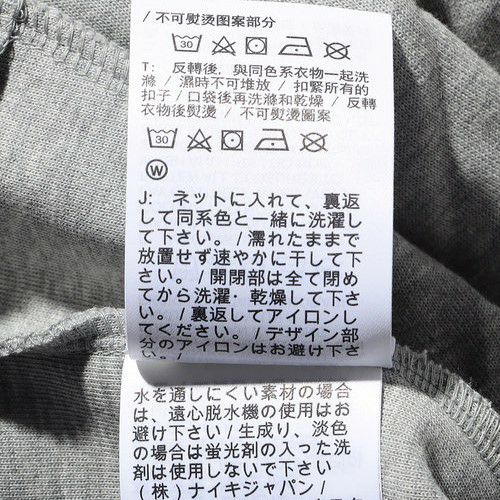 / 不可熨烫图案部分
30
T: 反轉後，與同色系衣物一起洗
滌 / 濕時不可堆放 / 扣緊所有的
扣子 / 口袋後再洗滌和乾燥 / 反轉
衣物後熨燙 / 不可熨燙圖案
30
W
J: ネットに入れて、裏返
して同系色と一緒に洗濯し
て下さい。/ 濡れたままで
放置せず速やかに干して下
さい。/ 開閉部は全て閉め
てから洗濯・乾燥して下さ
い。/ 裏返してアイロンし
てください。/ デザイン部
分のアイロンはお避け下さ
い。/
水を通しにくい素材の場合
は、遠心脱水機の使用はお
避け下さい / 生成り、淡色
の場合は蛍光剤の入った洗
剤は使用しないで下さい
(株) ナイキジャパン /